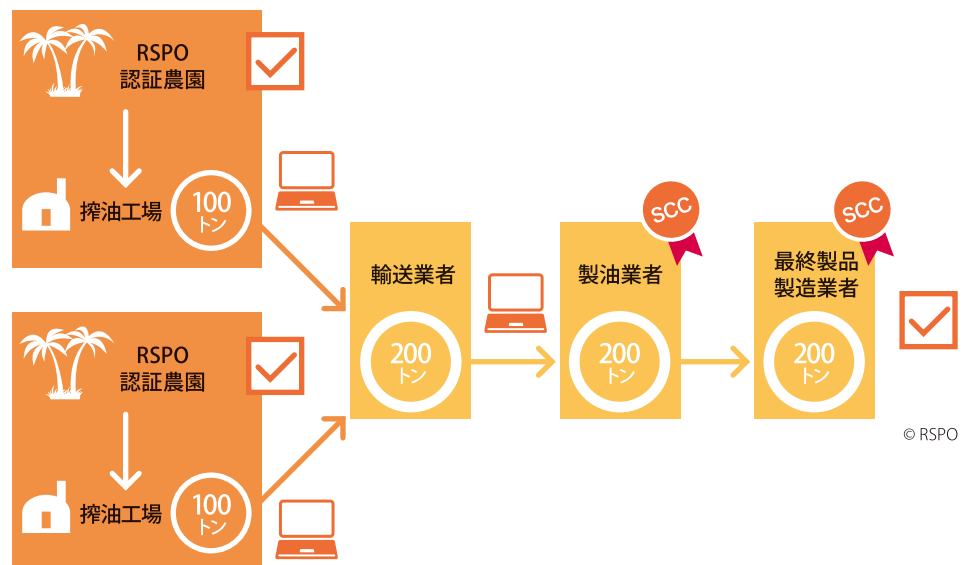 RSPO
認証農園
搾油工場
100
トン
RSPO
認証農園
搾油工場
100
トン
輸送業者
200
トン
製油業者
SCC
200
トン
最終製品
製造業者
SCC
200
トン
© RSPO